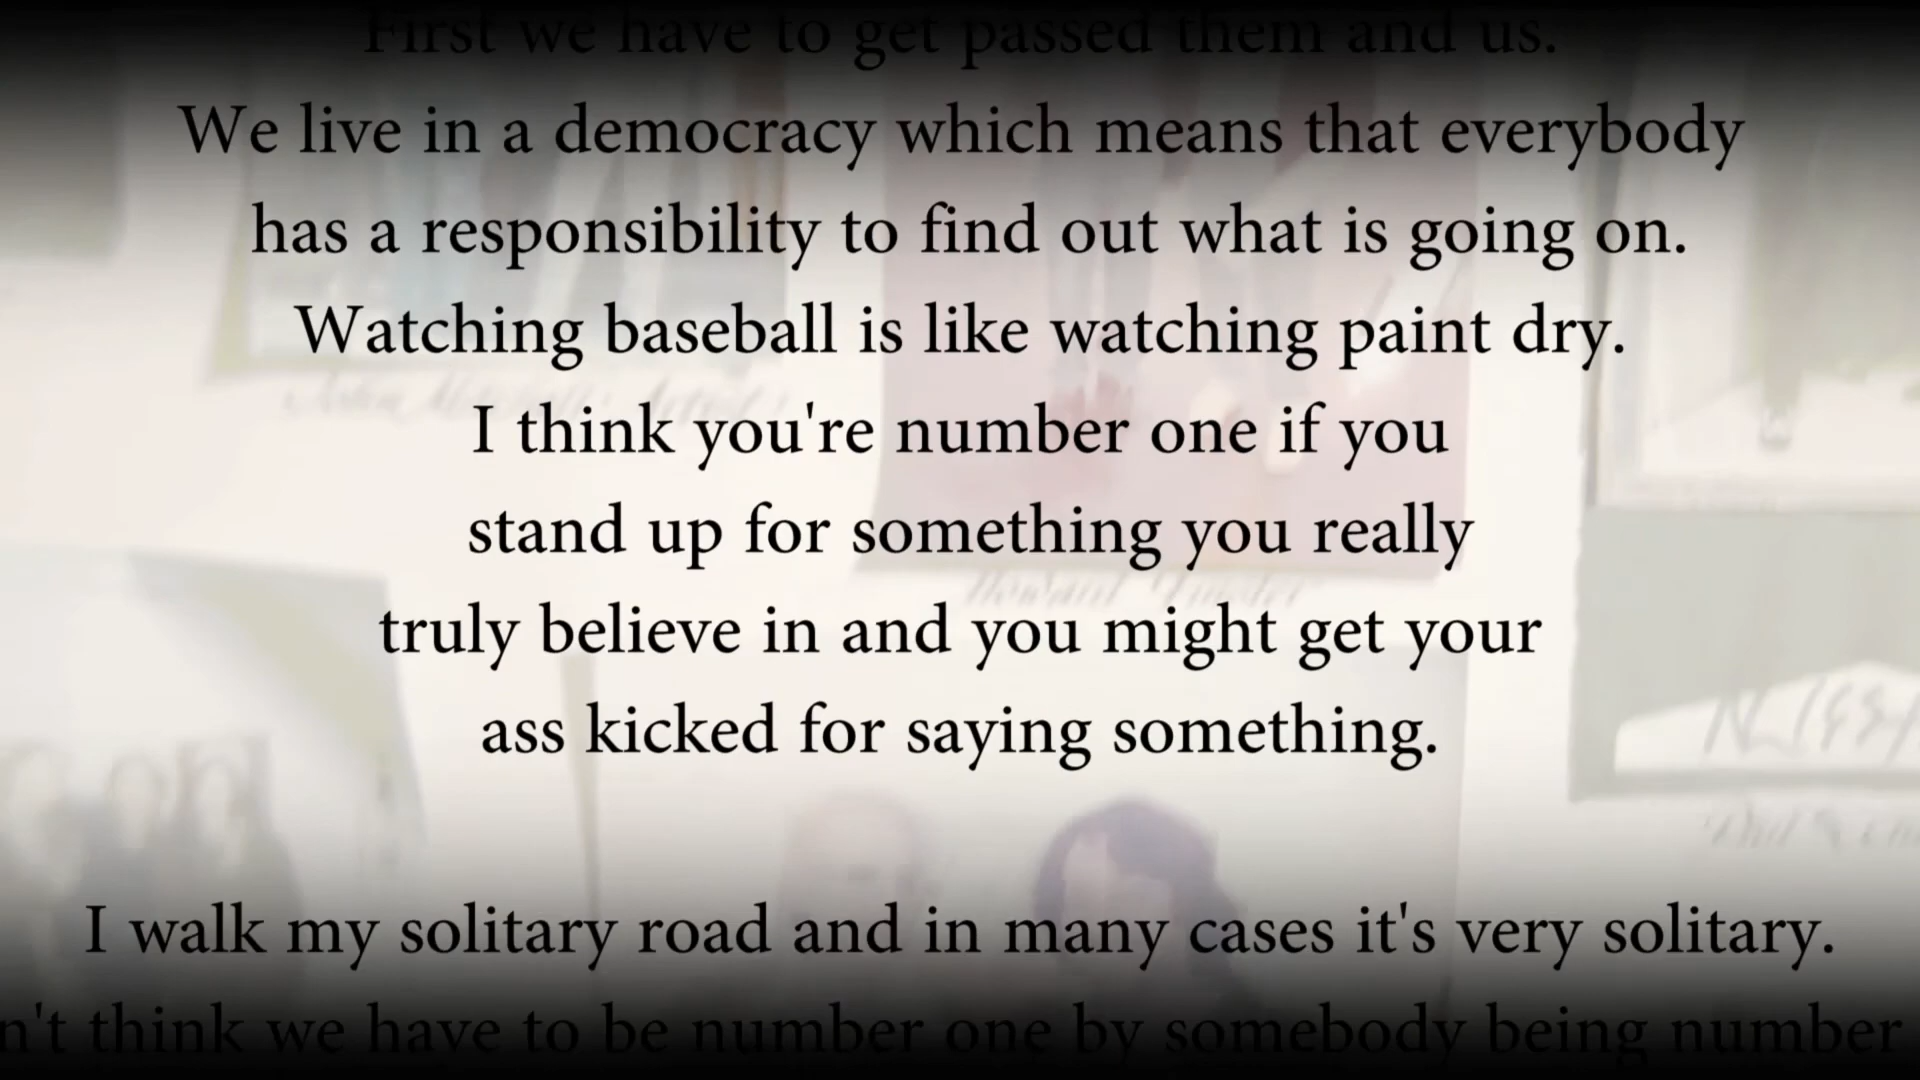 First we have to get passed them and us.
We live in a democracy which means that everybody
has a responsibility to find out what is going on.
Watching baseball is like watching paint dry.
I think you're number one if you
stand up for something you really
truly believe in and you might get your
ass kicked for saying something.
I walk my solitary road and in many cases it's very solitary.
n't think we have to be number one by somebody being number
Howard